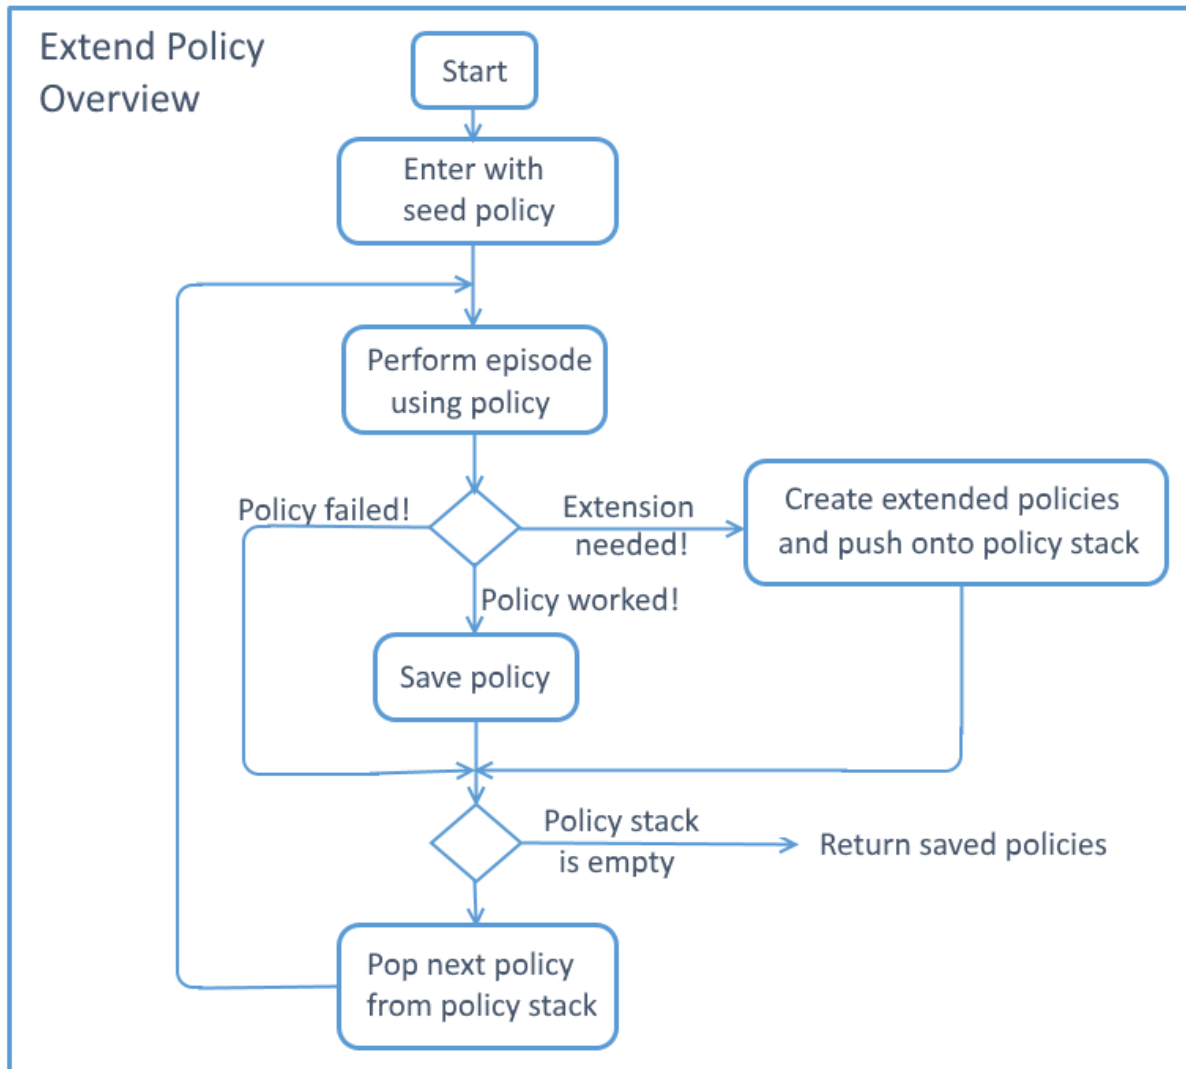 Extend Policy
Overview
Start
Enter with
seed policy
Perform episode
using policy
Policy failed!
Extension
needed!
Create extended policies
and push onto policy stack
Policy worked!
Save policy
Policy stack
is empty
Return saved policies
Pop next policy
from policy stack